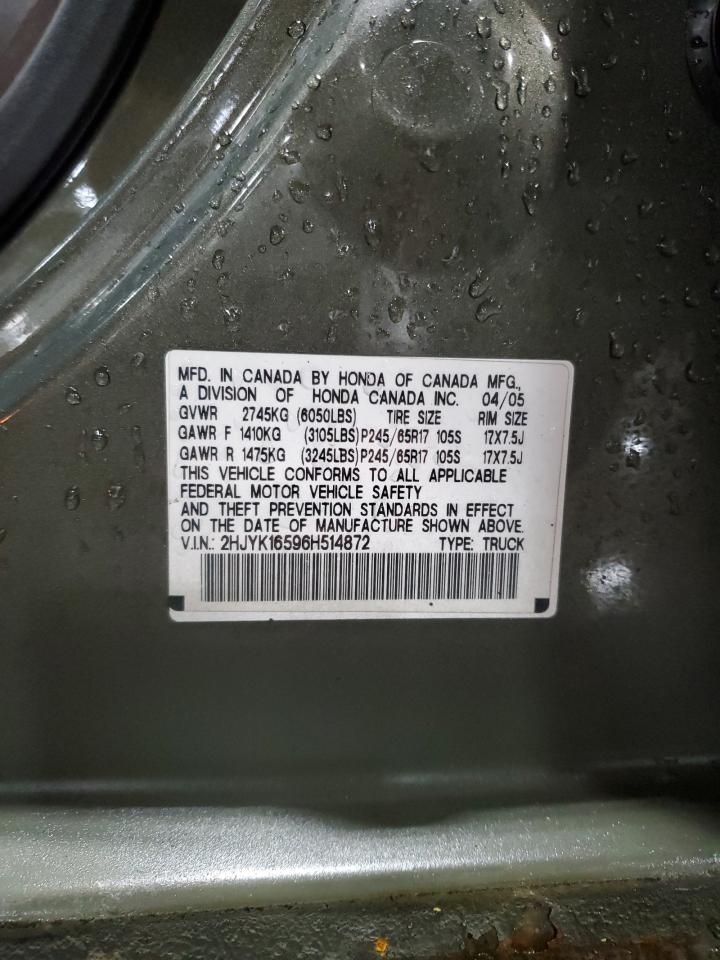 MFD. IN CANADA BY HONDA OF CANADA MFG.,
A DIVISION OF HONDA CANADA INC. 04/05
GVWR 2745KG (6050LBS) TIRE SIZE RIM SIZE
GAWR F 1410KG (3105LBS) P245/65R17 105S 17X7.5J
GAWR R 1475KG (3245LBS) P245/65R17 105S 17X7.5J
THIS VEHICLE CONFORMS TO ALL APPLICABLE
FEDERAL MOTOR VEHICLE SAFETY
AND THEFT PREVENTION STANDARDS IN EFFECT
ON THE DATE OF MANUFACTURE SHOWN ABOVE.
V.I.N.: 2HJYK16596H514872 TYPE: TRUCK